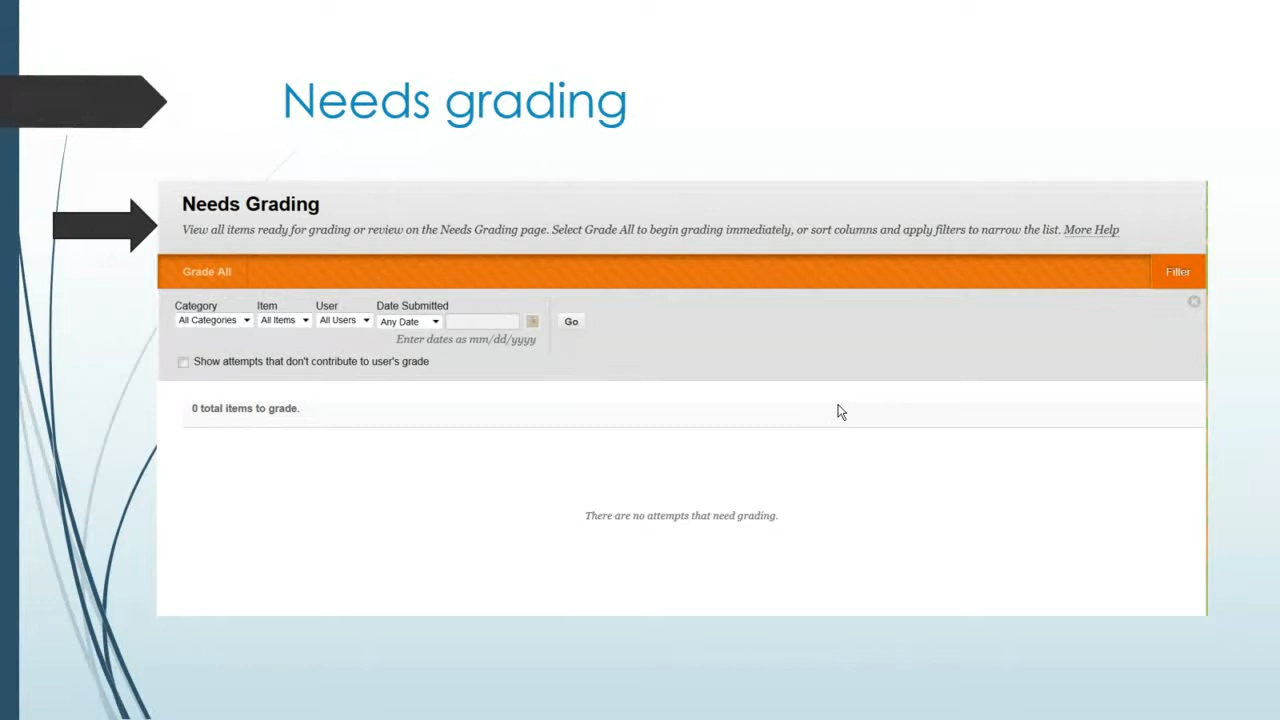 Needs grading
Needs Grading
View all items ready for grading or review on the Needs Grading page. Select Grade All to begin grading immediately, or sort columns and apply filters to narrow the list. More Help
Grade All Filter
Category Item User Date Submitted
All Categories All Items All Users Any Date Go
Enter dates as mm/dd/yyyy
Show attempts that don't contribute to user's grade
0 total items to grade.
There are no attempts that need grading.